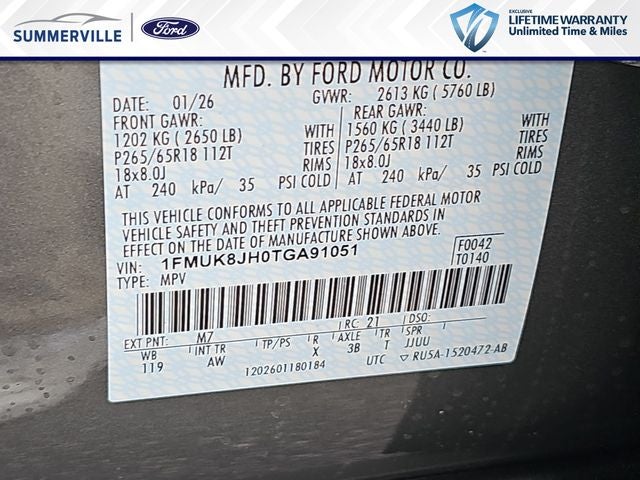 SUMMERVILLE
Ford
EXCLUSIVE
LIFETIME WARRANTY
Unlimited Time & Miles
MFD. BY FORD MOTOR CO.
DATE: 01/26 GVWR: 2613 KG (5760 LB)
FRONT GAWR: REAR GAWR:
1202 KG (2650 LB) WITH 1560 KG (3440 LB) WITH
P265/65R18 112T TIRES P265/65R18 112T TIRES
18x8.0J RIMS 18x8.0J RIMS
AT 240 kPa/ 35 PSI COLD AT 240 kPa/ 35 PSI COLD
THIS VEHICLE CONFORMS TO ALL APPLICABLE FEDERAL MOTOR
VEHICLE SAFETY AND THEFT PREVENTION STANDARDS IN
EFFECT ON THE DATE OF MANUFACTURE SHOWN ABOVE.
VIN: 1FMUK8JH0TGA91051 F0042
TYPE: MPV T0140
EXT PNT: M7 RC: 21 DSO:
WB INT TR TP/PS R AXLE TR SPR
119 AW X 3B T JJUU
1202601180184 UTC ▽ RU5A-1520472-AB